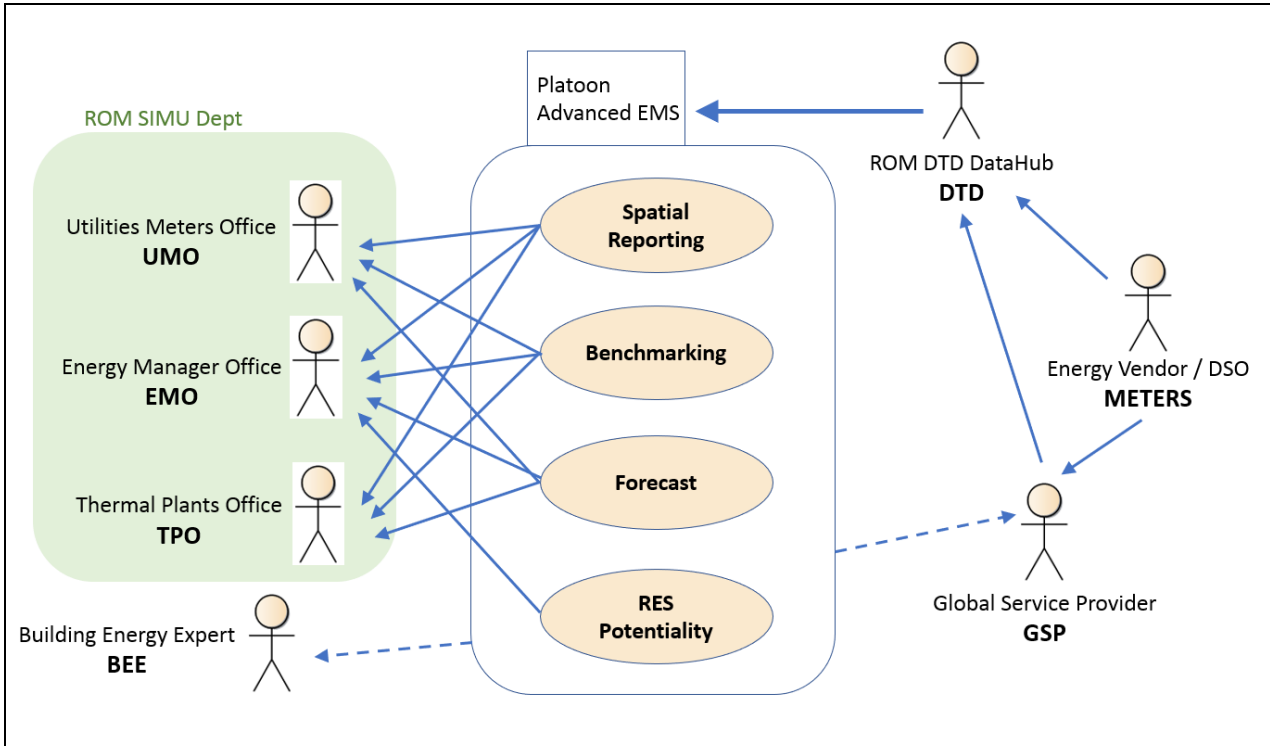 Platoon
Advanced EMS
ROM SIMU Dept
Utilities Meters Office
UMO
Energy Manager Office
EMO
Thermal Plants Office
TPO
Building Energy Expert
BEE
Spatial
Reporting
Benchmarking
Forecast
RES
Potentiality
ROM DTD DataHub
DTD
Energy Vendor / DSO
METERS
Global Service Provider
GSP